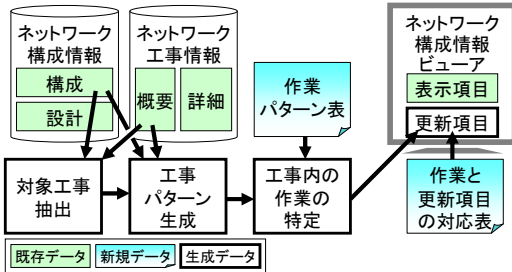 ネットワーク
構成情報
構成
設計
ネットワーク
工事情報
概要
詳細
作業
パターン表
ネットワーク
構成情報
ビューア
表示項目
更新項目
対象工事
抽出
工事
パターン
生成
工事内の
作業の
特定
作業と
更新項目
の対応表
既存データ
新規データ
生成データ